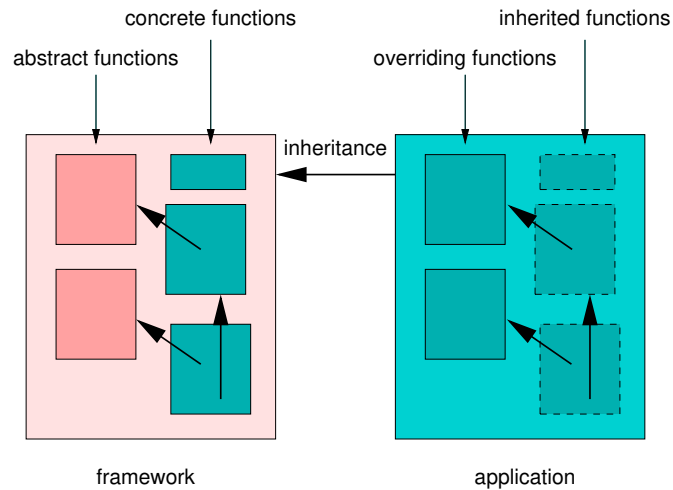 concrete functions
inherited functions
abstract functions
overriding functions
inheritance
framework
application